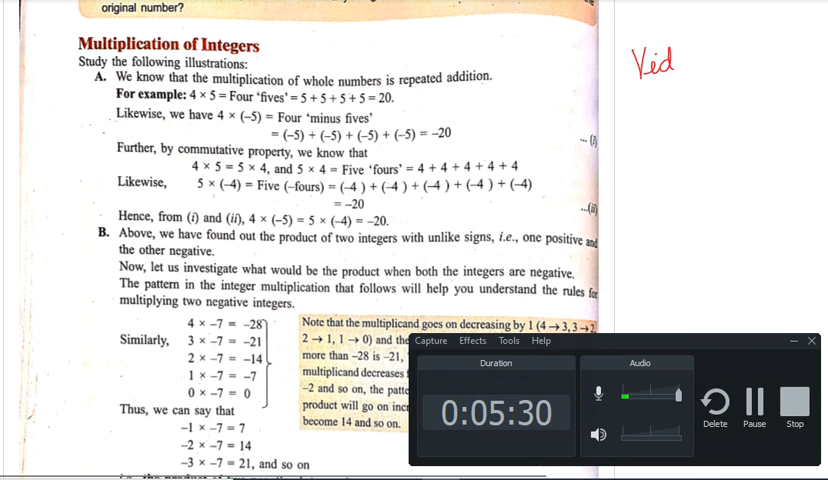 original number?
Multiplication of Integers
Study the following illustrations:
A. We know that the multiplication of whole numbers is repeated addition.
For example: 4 × 5 = Four ‘fives’ = 5 + 5 + 5 + 5 = 20.
Likewise, we have 4 × (–5) = Four ‘minus fives’
= (–5) + (–5) + (–5) + (–5) = –20 ... (i)
Further, by commutative property, we know that
4 × 5 = 5 × 4, and 5 × 4 = Five ‘fours’ = 4 + 4 + 4 + 4 + 4
Likewise, 5 × (–4) = Five (–fours) = (–4 ) + (–4 ) + (–4 ) + (–4 ) + (–4)
= –20 ...(ii)
Hence, from (i) and (ii), 4 × (–5) = 5 × (–4) = –20.
B. Above, we have found out the product of two integers with unlike signs, i.e., one positive and
the other negative.
Now, let us investigate what would be the product when both the integers are negative.
The pattern in the integer multiplication that follows will help you understand the rules for
multiplying two negative integers.
4 × –7 = –28
Similarly, 3 × –7 = –21
2 × –7 = –14
1 × –7 = –7
0 × –7 = 0
Thus, we can say that
–1 × –7 = 7
–2 × –7 = 14
–3 × –7 = 21, and so on
Note that the multiplicand goes on decreasing by 1 (4 → 3, 3 → 2,
2 → 1, 1 → 0) and the
more than –28 is –21,
multiplicand decreases
–2 and so on, the patte
product will go on incr
become 14 and so on.
Vid
Capture Effects Tools Help
Duration
0:05:30
Audio
Delete Pause Stop